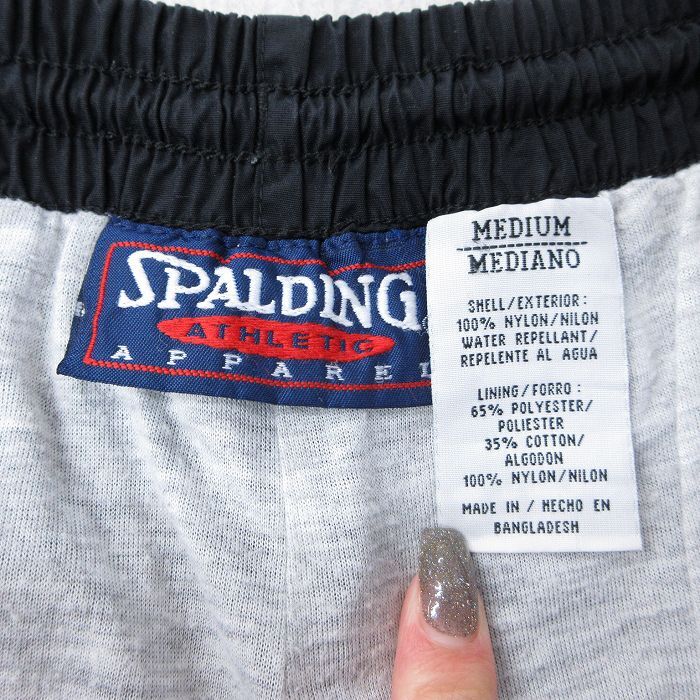 SPALDING
ATHLETIC
APPAREL
MEDIUM
MEDIANO
SHELL/EXTERIOR:
100% NYLON/NILON
WATER REPELLANT/
REPELENTE AL AGUA
LINING/FORRO:
65% POLYESTER/
POLIESTER
35% COTTON/
ALGODON
100% NYLON/NILON
MADE IN/HECHO EN
BANGLADESH